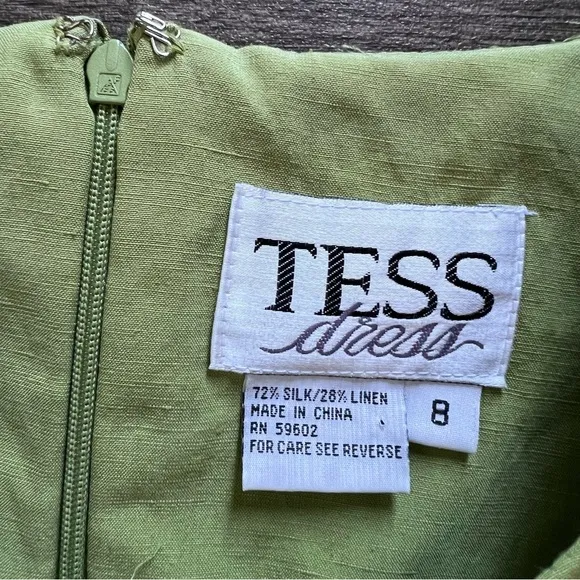 TESS
dress
72% SILK/28% LINEN
MADE IN CHINA
RN 59602
FOR CARE SEE REVERSE
8